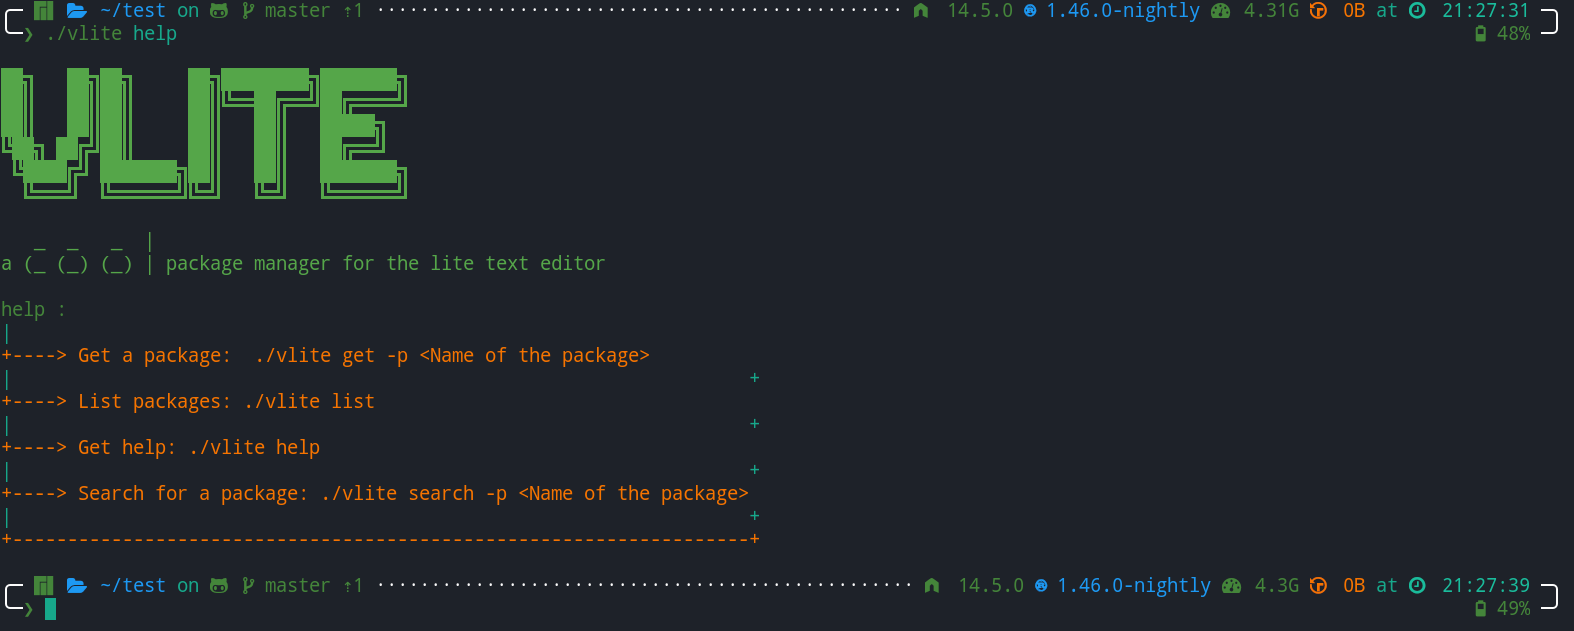 ~/test on master ⇡1 14.5.0 1.46.0-nightly 4.31G 0B at 21:27:31
❯ ./vlite help 48%
VLITE
_ _ _ |
a (_ (_) (_) | package manager for the lite text editor
help :
|
+----> Get a package:  ./vlite get -p <Name of the package>
| +
+----> List packages: ./vlite list
| +
+----> Get help: ./vlite help
| +
+----> Search for a package: ./vlite search -p <Name of the package>
| +
+-------------------------------------------------------------------+
~/test on master ⇡1 14.5.0 1.46.0-nightly 4.3G 0B at 21:27:39
❯ 49%